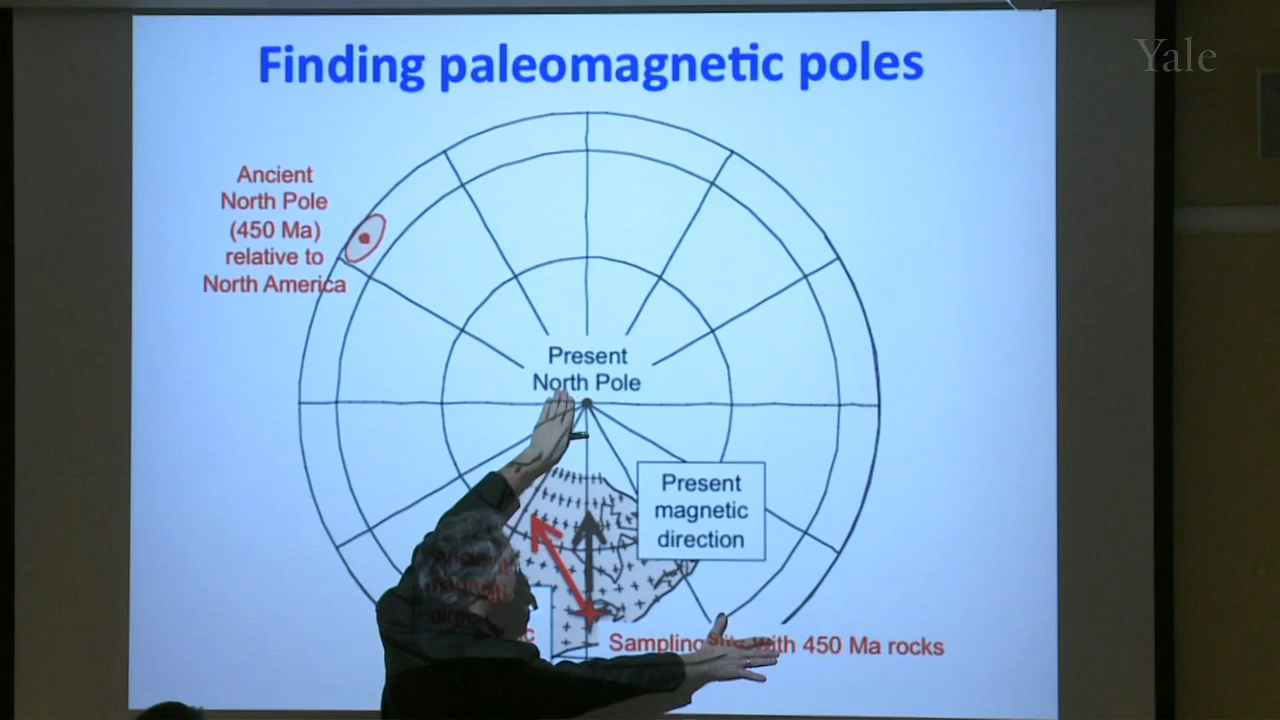 Finding paleomagnetic poles
Yale
Ancient
North Pole
(450 Ma)
relative to
North America
Present
North Pole
Present
magnetic
direction
Sampling with 450 Ma rocks